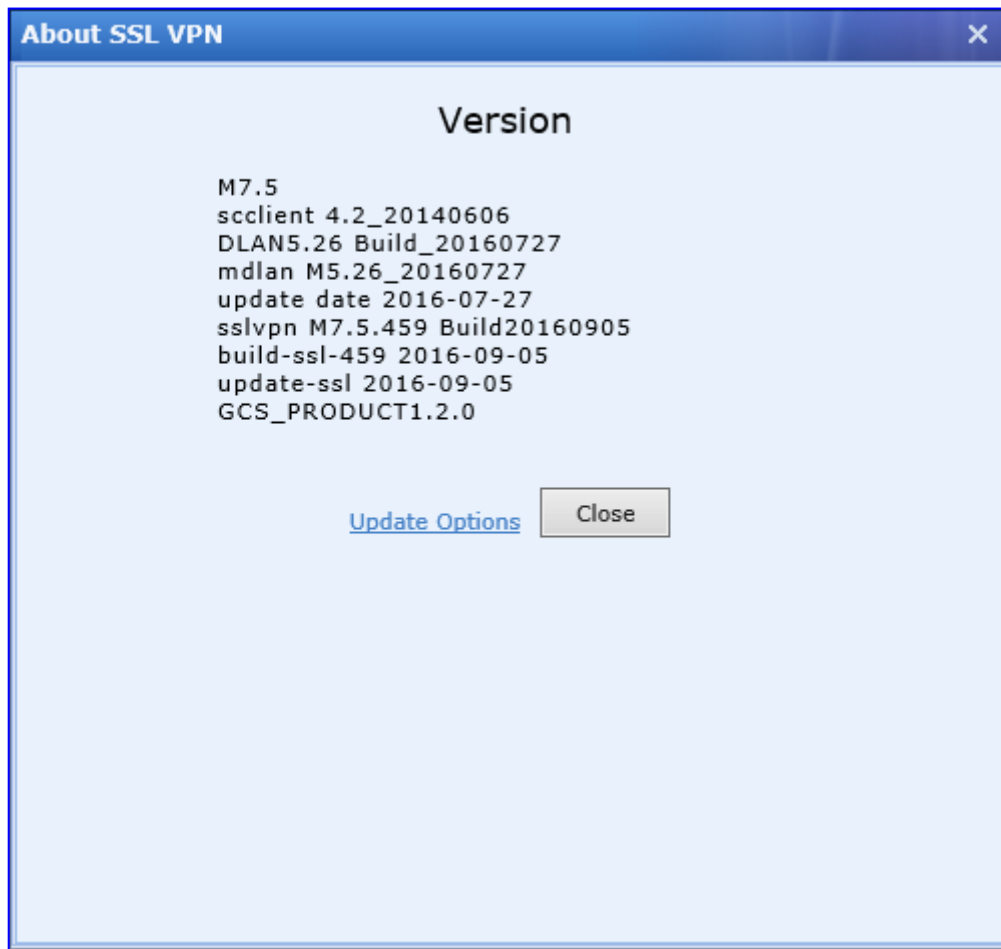 About SSL VPN
Version
M7.5
scclient 4.2_20140606
DLAN5.26 Build_20160727
mdlan M5.26_20160727
update date 2016-07-27
sslvpn M7.5.459 Build20160905
build-ssl-459 2016-09-05
update-ssl 2016-09-05
GCS_PRODUCT1.2.0
Update Options Close